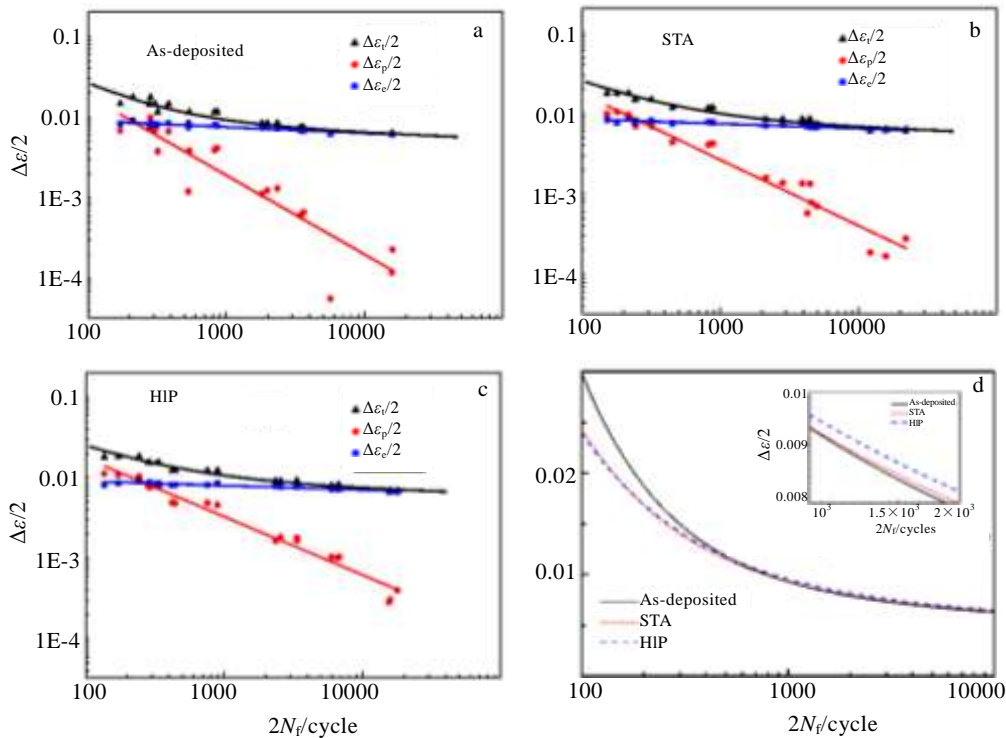 a
As-deposited
Δεt/2
Δεp/2
Δεe/2
0.1
0.01
1E-3
1E-4
Δε/2
100
1000
10000
b
STA
Δεt/2
Δεp/2
Δεe/2
0.1
0.01
1E-3
1E-4
100
1000
10000
c
HIP
Δεt/2
Δεp/2
Δεe/2
0.1
0.01
1E-3
1E-4
Δε/2
100
1000
10000
2Nf/cycle
d
0.02
0.01
As-deposited
STA
HIP
100
1000
10000
2Nf/cycle
0.01
0.009
0.008
Δε/2
As-deposited
STA
HIP
10³
1.5×10³
2×10³
2Nf/cycles